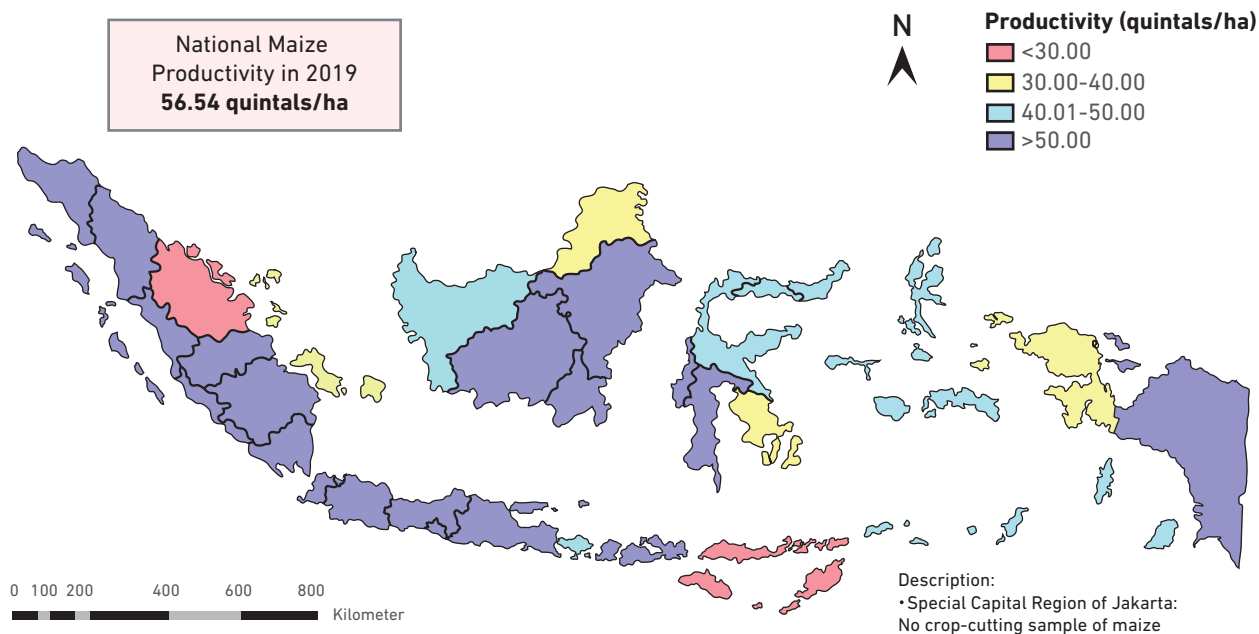 National Maize
Productivity in 2019
56.54 quintals/ha
N
Productivity (quintals/ha)
<30.00
30.00-40.00
40.01-50.00
>50.00
0 100 200 400 600 800
Kilometer
Description:
•Special Capital Region of Jakarta:
No crop-cutting sample of maize